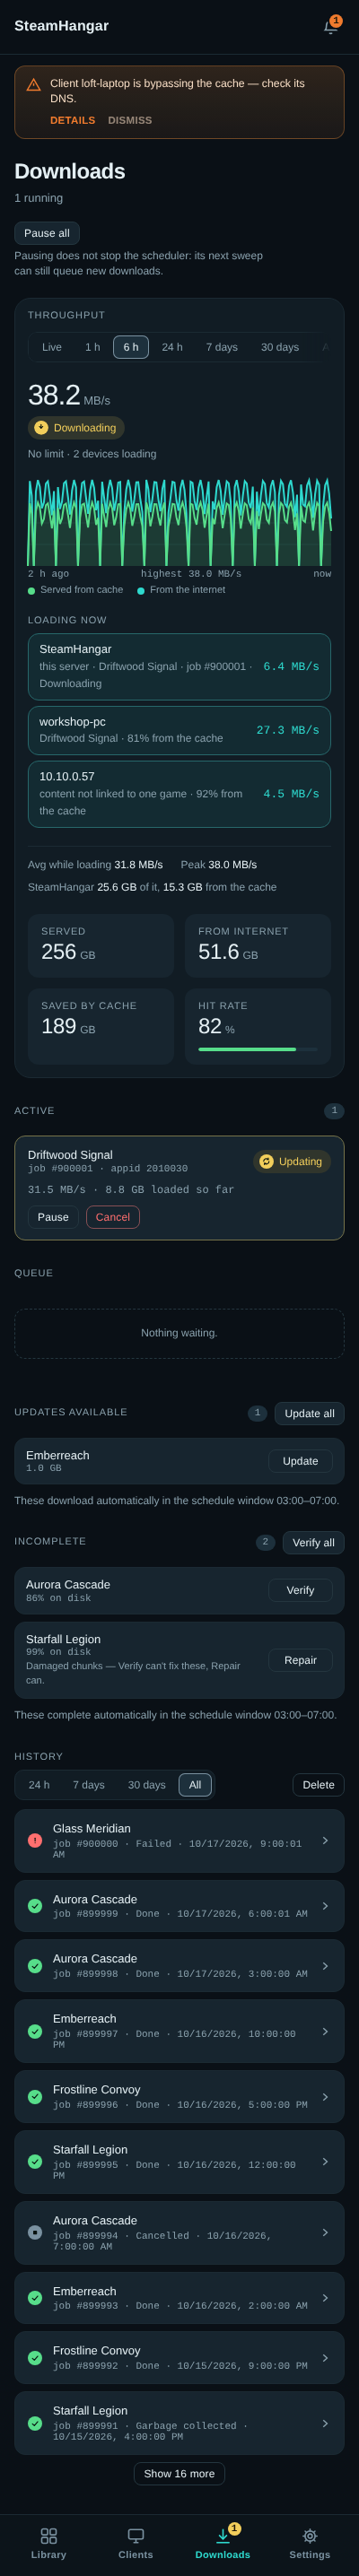 SteamHangar
1
Client loft-laptop is bypassing the cache — check its
DNS.
DETAILS DISMISS
Downloads
1 running
Pause all
Pausing does not stop the scheduler: its next sweep
can still queue new downloads.
THROUGHPUT
Live 1 h 6 h 24 h 7 days 30 days
38.2 MB/s
Downloading
No limit · 2 devices loading
2 h ago highest 38.0 MB/s now
Served from cache From the internet
LOADING NOW
SteamHangar
this server · Driftwood Signal · job #900001 ·
Downloading
6.4 MB/s
workshop-pc
Driftwood Signal · 81% from the cache
27.3 MB/s
10.10.0.57
content not linked to one game · 92% from
the cache
4.5 MB/s
Avg while loading 31.8 MB/s Peak 38.0 MB/s
SteamHangar 25.6 GB of it, 15.3 GB from the cache
SERVED
256 GB
FROM INTERNET
51.6 GB
SAVED BY CACHE
189 GB
HIT RATE
82 %
ACTIVE 1
Driftwood Signal
job #900001 · appid 2010030
Updating
31.5 MB/s · 8.8 GB loaded so far
Pause Cancel
QUEUE
Nothing waiting.
UPDATES AVAILABLE 1 Update all
Emberreach
1.0 GB
Update
These download automatically in the schedule window 03:00–07:00.
INCOMPLETE 2 Verify all
Aurora Cascade
86% on disk
Verify
Starfall Legion
99% on disk
Damaged chunks — Verify can't fix these, Repair
can.
Repair
These complete automatically in the schedule window 03:00–07:00.
HISTORY
24 h 7 days 30 days All Delete
Glass Meridian
job #900000 · Failed · 10/17/2026, 9:00:01
AM
Aurora Cascade
job #899999 · Done · 10/17/2026, 6:00:01 AM
Aurora Cascade
job #899998 · Done · 10/17/2026, 3:00:00 AM
Emberreach
job #899997 · Done · 10/16/2026, 10:00:00
PM
Frostline Convoy
job #899996 · Done · 10/16/2026, 5:00:00 PM
Starfall Legion
job #899995 · Done · 10/16/2026, 12:00:00
PM
Aurora Cascade
job #899994 · Cancelled · 10/16/2026,
7:00:00 AM
Emberreach
job #899993 · Done · 10/16/2026, 2:00:00 AM
Frostline Convoy
job #899992 · Done · 10/15/2026, 9:00:00 PM
Starfall Legion
job #899991 · Garbage collected ·
10/15/2026, 4:00:00 PM
Show 16 more
1
Library Clients Downloads Settings